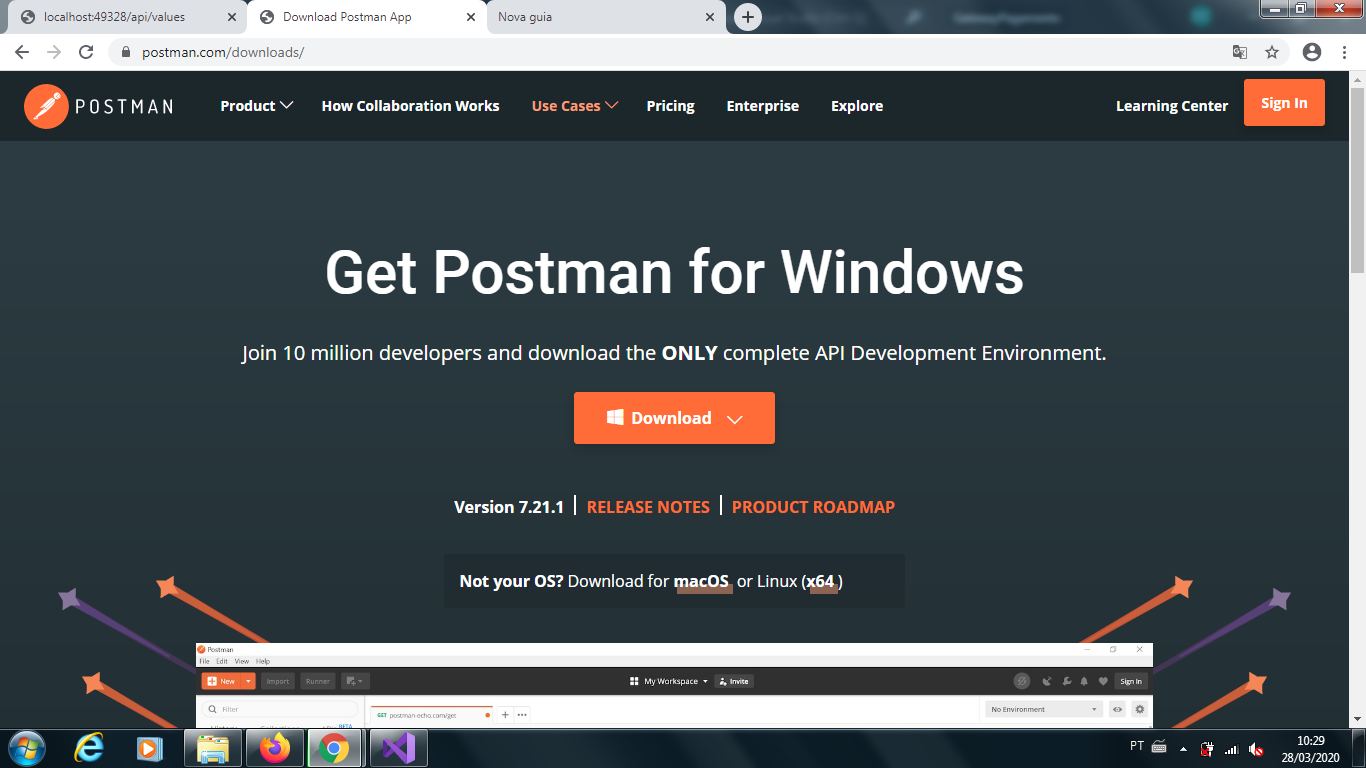 localhost:49328/api/values
Download Postman App
Nova guia
postman.com/downloads/
POSTMAN
Product
How Collaboration Works
Use Cases
Pricing
Enterprise
Explore
Learning Center
Sign In
Get Postman for Windows
Join 10 million developers and download the ONLY complete API Development Environment.
Download
Version 7.21.1
RELEASE NOTES
PRODUCT ROADMAP
Not your OS? Download for macOS or Linux (x64)
Postman
File Edit View Help
New
Import
Runner
My Workspace
Invite
Sign In
Filter
GET postman-echo.com/get
No Environment
BETA
PT
10:29
28/03/2020